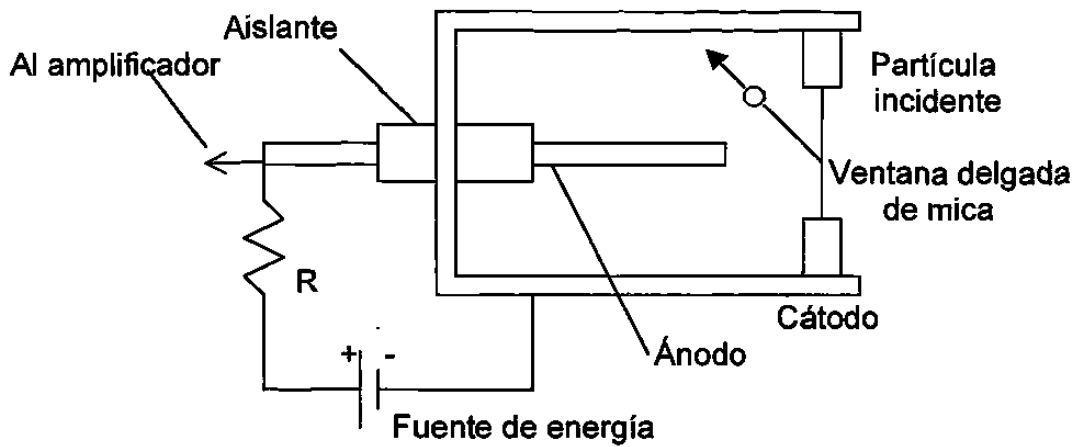 Aislante
Al amplificador
Partícula
incidente
Ventana delgada
de mica
R
Cátodo
Ánodo
+ -
Fuente de energía